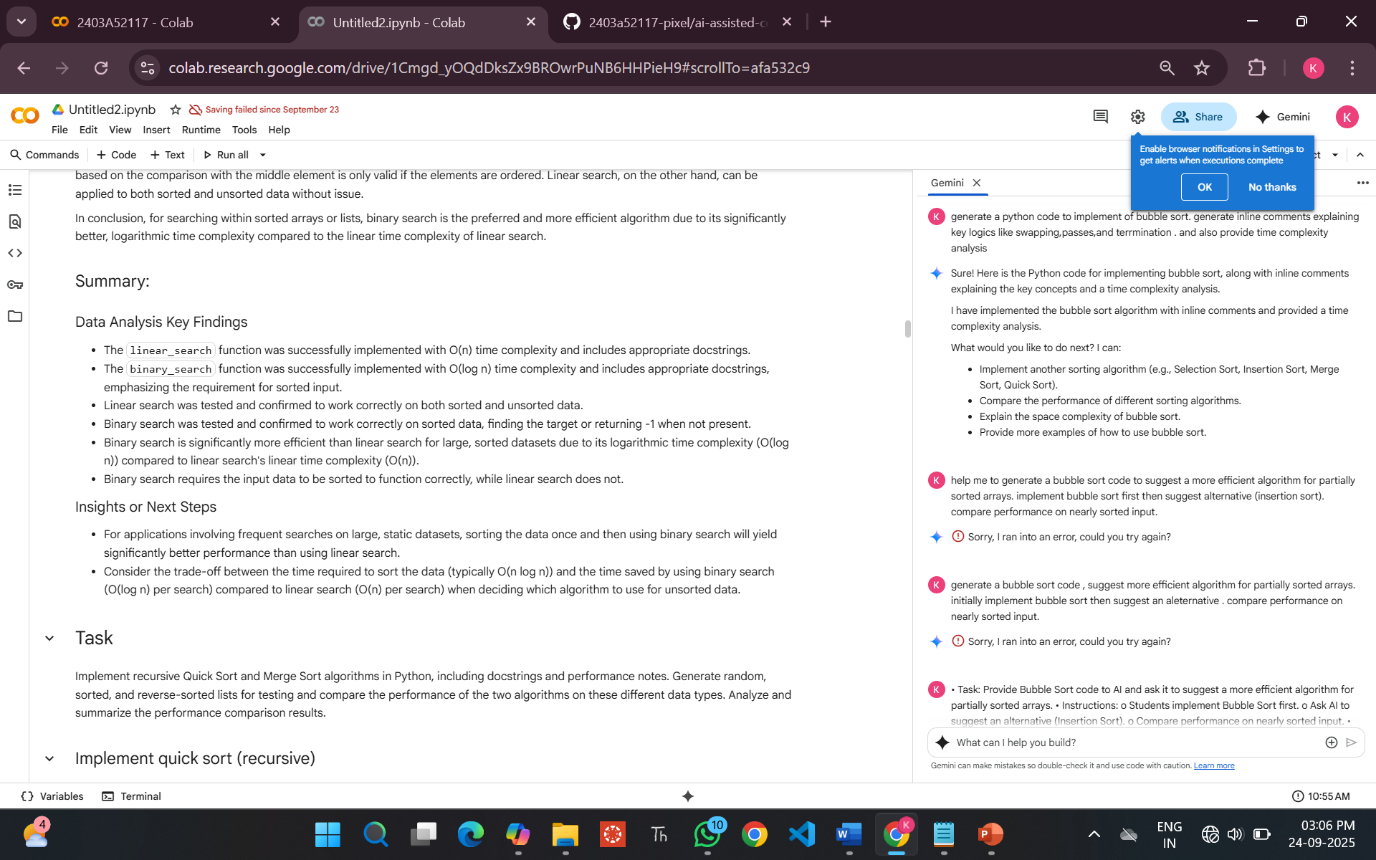 2403A52117 - Colab
Untitled2.ipynb - Colab
2403a52117-pixel/ai-assisted-c
colab.research.google.com/drive/1Cmgd_yOQdDksZx9BROwrPuNB6HHPieH9#scrollTo=afa532c9
K
Untitled2.ipynb
Saving failed since September 23
File Edit View Insert Runtime Tools Help
Share
Gemini
K
Commands
+ Code
+ Text
Run all
Enable browser notifications in Settings to
get alerts when executions complete
OK
No thanks
based on the comparison with the middle element is only valid if the elements are ordered. Linear search, on the other hand, can be
applied to both sorted and unsorted data without issue.
In conclusion, for searching within sorted arrays or lists, binary search is the preferred and more efficient algorithm due to its significantly
better, logarithmic time complexity compared to the linear time complexity of linear search.
Summary:
Data Analysis Key Findings
• The linear_search function was successfully implemented with O(n) time complexity and includes appropriate docstrings.
• The binary_search function was successfully implemented with O(log n) time complexity and includes appropriate docstrings,
emphasizing the requirement for sorted input.
• Linear search was tested and confirmed to work correctly on both sorted and unsorted data.
• Binary search was tested and confirmed to work correctly on sorted data, finding the target or returning -1 when not present.
• Binary search is significantly more efficient than linear search for large, sorted datasets due to its logarithmic time complexity (O(log
n)) compared to linear search's linear time complexity (O(n)).
• Binary search requires the input data to be sorted to function correctly, while linear search does not.
Insights or Next Steps
• For applications involving frequent searches on large, static datasets, sorting the data once and then using binary search will yield
significantly better performance than using linear search.
• Consider the trade-off between the time required to sort the data (typically O(n log n)) and the time saved by using binary search
(O(log n) per search) compared to linear search (O(n) per search) when deciding which algorithm to use for unsorted data.
Task
Implement recursive Quick Sort and Merge Sort algorithms in Python, including docstrings and performance notes. Generate random,
sorted, and reverse-sorted lists for testing and compare the performance of the two algorithms on these different data types. Analyze and
summarize the performance comparison results.
Implement quick sort (recursive)
Gemini
K
generate a python code to implement of bubble sort. generate inline comments explaining
key logics like swapping,passes,and terrmination . and also provide time complexity
analysis
Sure! Here is the Python code for implementing bubble sort, along with inline comments
explaining the key concepts and a time complexity analysis.
I have implemented the bubble sort algorithm with inline comments and provided a time
complexity analysis.
What would you like to do next? I can:
• Implement another sorting algorithm (e.g., Selection Sort, Insertion Sort, Merge
Sort, Quick Sort).
• Compare the performance of different sorting algorithms.
• Explain the space complexity of bubble sort.
• Provide more examples of how to use bubble sort.
K
help me to generate a bubble sort code to suggest a more efficient algorithm for partially
sorted arrays. implement bubble sort first then suggest alternative (insertion sort).
compare performance on nearly sorted input.
Sorry, I ran into an error, could you try again?
K
generate a bubble sort code , suggest more efficient algorithm for partially sorted arrays.
initially implement bubble sort then suggest an aleternative . compare performance on
nearly sorted input.
Sorry, I ran into an error, could you try again?
K
• Task: Provide Bubble Sort code to AI and ask it to suggest a more efficient algorithm for
partially sorted arrays. • Instructions: o Students implement Bubble Sort first. o Ask AI to
suggest an alternative (Insertion Sort). o Compare performance on nearly sorted input. •
What can I help you build?
Gemini can make mistakes so double-check it and use code with caution. Learn more
Variables
Terminal
10:55 AM
4
Th
10
K
ENG
IN
03:06 PM
24-09-2025